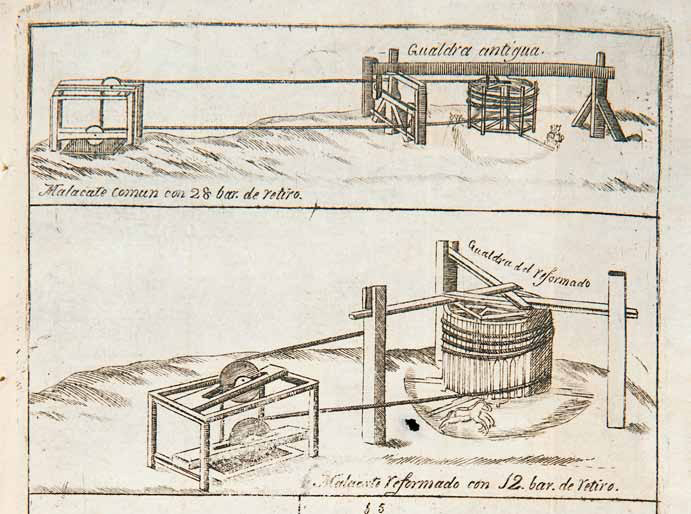 Gualdra antigua.
Malacate comun con 28 bar. de retiro.
Gualdra del reformado
Malacate reformado con 12. bar. de retiro.